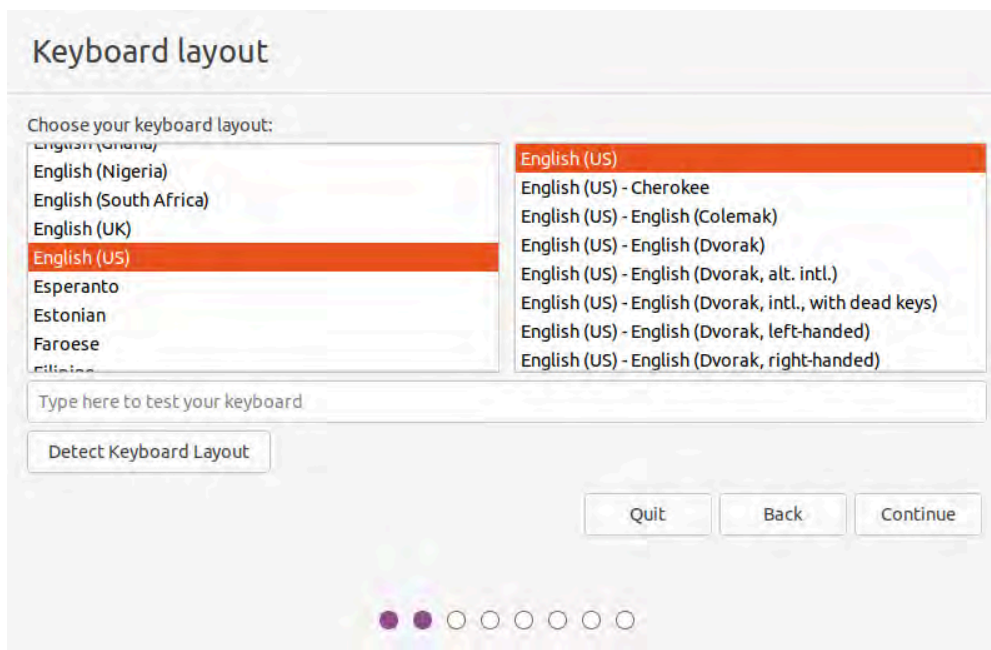 Keyboard layout
Choose your keyboard layout:
English (Ghana)
English (Nigeria)
English (South Africa)
English (UK)
English (US)
Esperanto
Estonian
Faroese
Filipino
English (US)
English (US) - Cherokee
English (US) - English (Colemak)
English (US) - English (Dvorak)
English (US) - English (Dvorak, alt. intl.)
English (US) - English (Dvorak, intl., with dead keys)
English (US) - English (Dvorak, left-handed)
English (US) - English (Dvorak, right-handed)
Type here to test your keyboard
Detect Keyboard Layout
Quit
Back
Continue